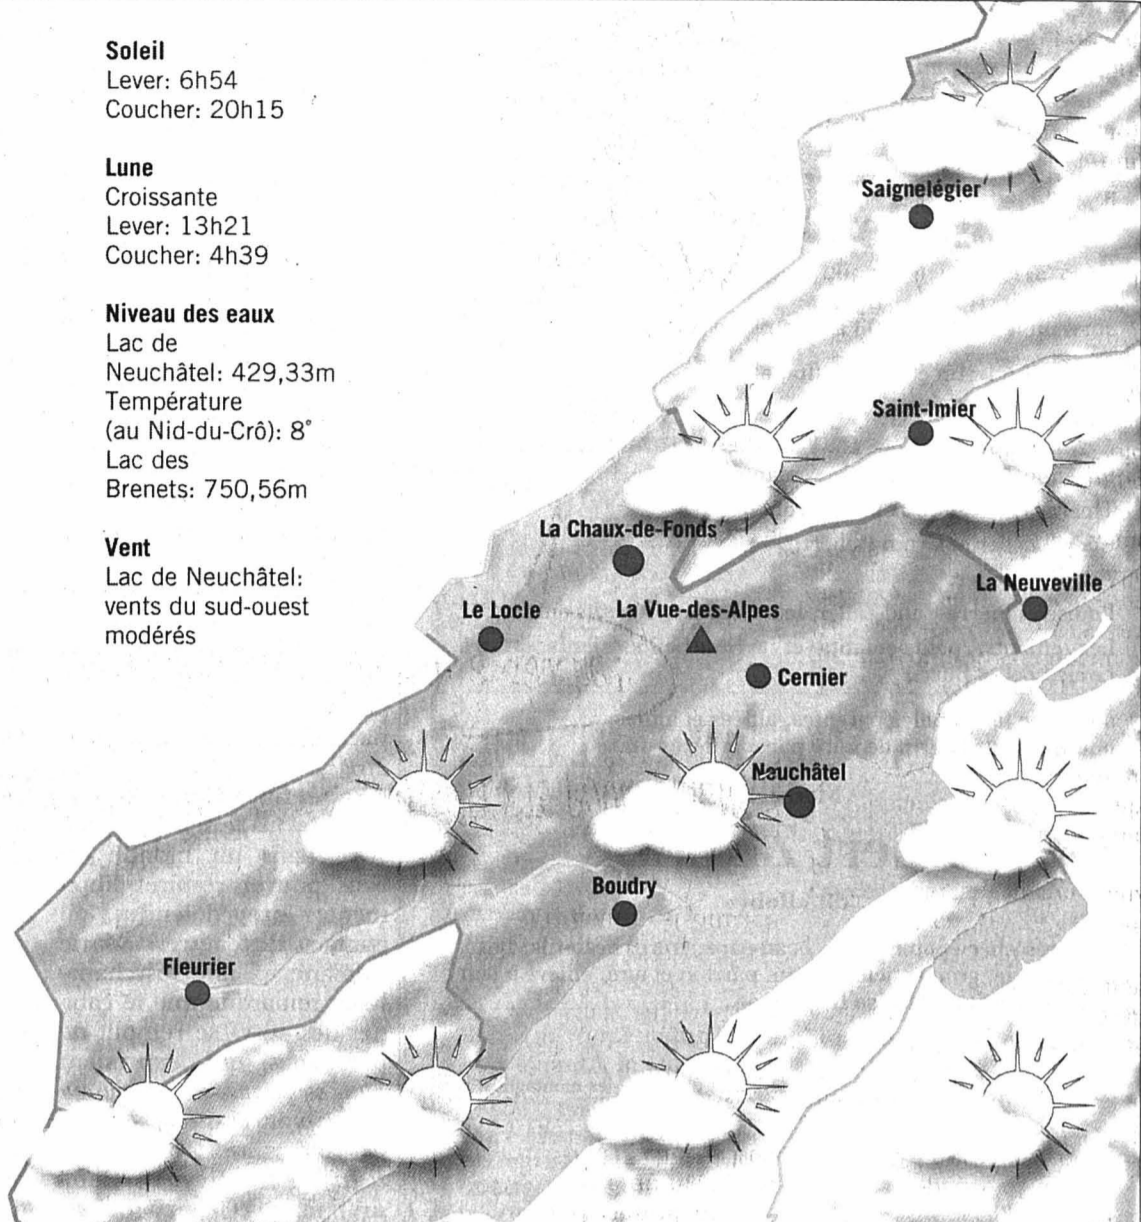 Soleil
Lever: 6h54
Coucher: 20h15
Lune
Croissante
Lever: 13h21
Coucher: 4h39
Niveau des eaux
Lac de
Neuchâtel: 429,33m
Température
(au Nid-du-Crô): 8°
Lac des
Brenets: 750,56m
Vent
Lac de Neuchâtel:
vents du sud-ouest
modérés
Saignelégier
Saint-Imier
La Chaux-de-Fonds
La Neuveville
Le Locle
La Vue-des-Alpes
Cernier
Neuchâtel
Boudry
Fleurier